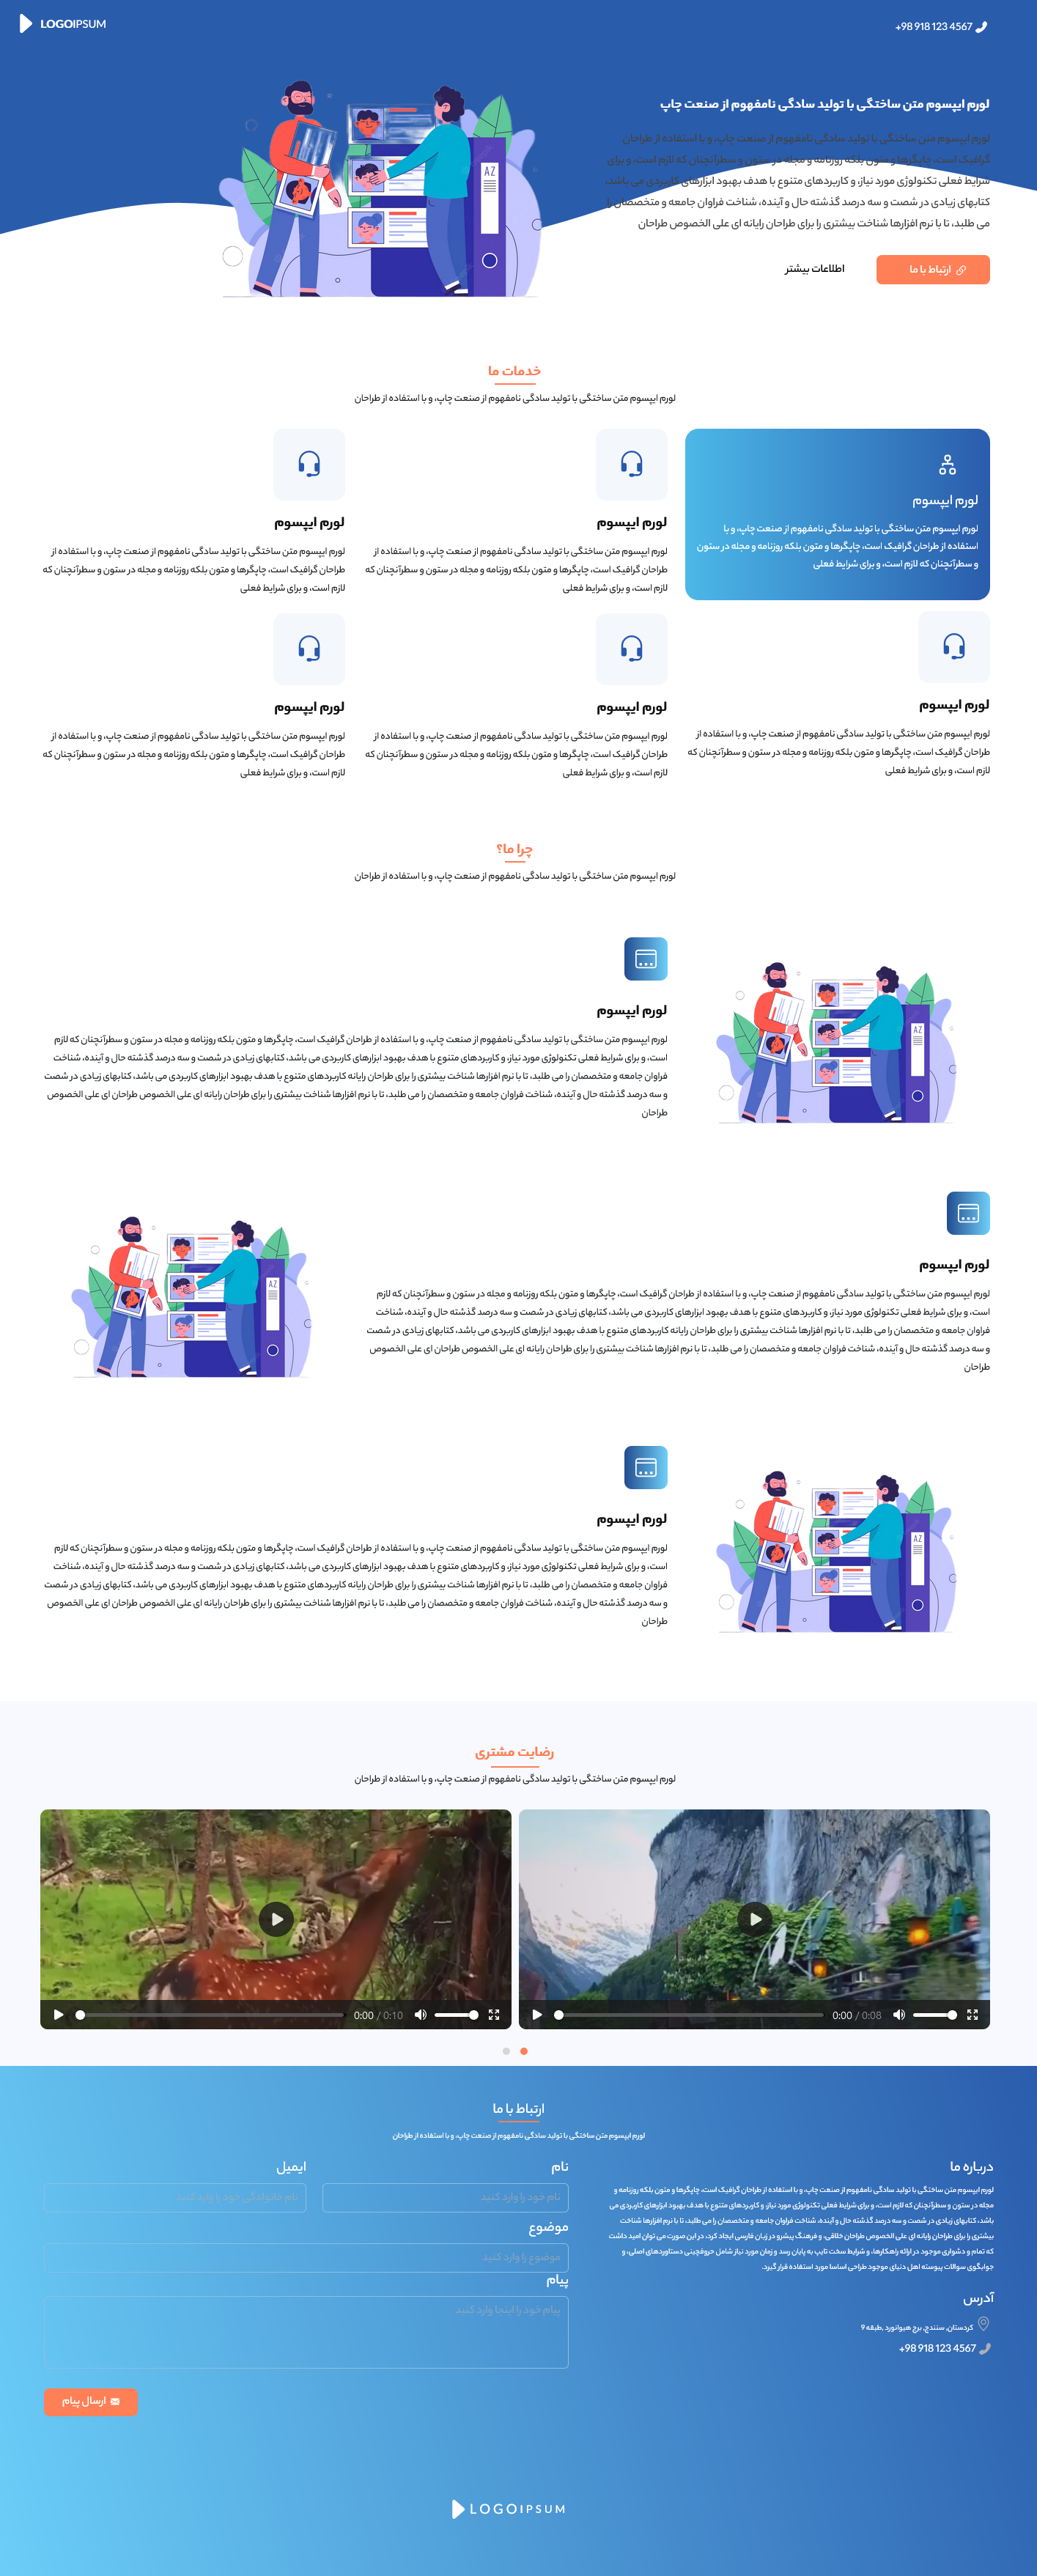 LOGOIPSUM
+98 918 123 4567
لورم ایپسوم متن ساختگی با تولید سادگی نامفهوم از صنعت چاپ
لورم ایپسوم متن ساختگی با تولید سادگی نامفهوم از صنعت چاپ، و با استفاده از طراحان
گرافیک است، چاپگرها و متون بلکه روزنامه و مجله در ستون و سطرآنچنان که لازم است، و برای
شرایط فعلی تکنولوژی مورد نیاز، و کاربردهای متنوع با هدف بهبود ابزارهای کاربردی می باشد،
کتابهای زیادی در شصت و سه درصد گذشته حال و آینده، شناخت فراوان جامعه و متخصصان را
می طلبد، تا با نرم افزارها شناخت بیشتری را برای طراحان رایانه ای علی الخصوص طراحان
ارتباط با ما
اطلاعات بیشتر
AZ
خدمات ما
لورم ایپسوم متن ساختگی با تولید سادگی نامفهوم از صنعت چاپ، و با استفاده از طراحان
لورم ایپسوم
لورم ایپسوم متن ساختگی با تولید سادگی نامفهوم از صنعت چاپ، و با
استفاده از طراحان گرافیک است، چاپگرها و متون بلکه روزنامه و مجله در ستون
و سطرآنچنان که لازم است، و برای شرایط فعلی
لورم ایپسوم
لورم ایپسوم متن ساختگی با تولید سادگی نامفهوم از صنعت چاپ، و با استفاده از
طراحان گرافیک است، چاپگرها و متون بلکه روزنامه و مجله در ستون و سطرآنچنان که
لازم است، و برای شرایط فعلی
لورم ایپسوم
لورم ایپسوم متن ساختگی با تولید سادگی نامفهوم از صنعت چاپ، و با استفاده از
طراحان گرافیک است، چاپگرها و متون بلکه روزنامه و مجله در ستون و سطرآنچنان که
لازم است، و برای شرایط فعلی
لورم ایپسوم
لورم ایپسوم متن ساختگی با تولید سادگی نامفهوم از صنعت چاپ، و با استفاده از
طراحان گرافیک است، چاپگرها و متون بلکه روزنامه و مجله در ستون و سطرآنچنان که
لازم است، و برای شرایط فعلی
لورم ایپسوم
لورم ایپسوم متن ساختگی با تولید سادگی نامفهوم از صنعت چاپ، و با استفاده از
طراحان گرافیک است، چاپگرها و متون بلکه روزنامه و مجله در ستون و سطرآنچنان که
لازم است، و برای شرایط فعلی
لورم ایپسوم
لورم ایپسوم متن ساختگی با تولید سادگی نامفهوم از صنعت چاپ، و با استفاده از
طراحان گرافیک است، چاپگرها و متون بلکه روزنامه و مجله در ستون و سطرآنچنان که
لازم است، و برای شرایط فعلی
چرا ما؟
لورم ایپسوم متن ساختگی با تولید سادگی نامفهوم از صنعت چاپ، و با استفاده از طراحان
AZ
لورم ایپسوم
لورم ایپسوم متن ساختگی با تولید سادگی نامفهوم از صنعت چاپ، و با استفاده از طراحان گرافیک است، چاپگرها و متون بلکه روزنامه و مجله در ستون و سطرآنچنان که لازم
است، و برای شرایط فعلی تکنولوژی مورد نیاز، و کاربردهای متنوع با هدف بهبود ابزارهای کاربردی می باشد، کتابهای زیادی در شصت و سه درصد گذشته حال و آینده، شناخت
فراوان جامعه و متخصصان را می طلبد، تا با نرم افزارها شناخت بیشتری را برای طراحان رایانه کاربردهای متنوع با هدف بهبود ابزارهای کاربردی می باشد، کتابهای زیادی در شصت
و سه درصد گذشته حال و آینده، شناخت فراوان جامعه و متخصصان را می طلبد، تا با نرم افزارها شناخت بیشتری را برای طراحان رایانه ای علی الخصوص طراحان ای علی الخصوص
طراحان
لورم ایپسوم
لورم ایپسوم متن ساختگی با تولید سادگی نامفهوم از صنعت چاپ، و با استفاده از طراحان گرافیک است، چاپگرها و متون بلکه روزنامه و مجله در ستون و سطرآنچنان که لازم
است، و برای شرایط فعلی تکنولوژی مورد نیاز، و کاربردهای متنوع با هدف بهبود ابزارهای کاربردی می باشد، کتابهای زیادی در شصت و سه درصد گذشته حال و آینده، شناخت
فراوان جامعه و متخصصان را می طلبد، تا با نرم افزارها شناخت بیشتری را برای طراحان رایانه کاربردهای متنوع با هدف بهبود ابزارهای کاربردی می باشد، کتابهای زیادی در شصت
و سه درصد گذشته حال و آینده، شناخت فراوان جامعه و متخصصان را می طلبد، تا با نرم افزارها شناخت بیشتری را برای طراحان رایانه ای علی الخصوص طراحان ای علی الخصوص
طراحان
AZ
AZ
لورم ایپسوم
لورم ایپسوم متن ساختگی با تولید سادگی نامفهوم از صنعت چاپ، و با استفاده از طراحان گرافیک است، چاپگرها و متون بلکه روزنامه و مجله در ستون و سطرآنچنان که لازم
است، و برای شرایط فعلی تکنولوژی مورد نیاز، و کاربردهای متنوع با هدف بهبود ابزارهای کاربردی می باشد، کتابهای زیادی در شصت و سه درصد گذشته حال و آینده، شناخت
فراوان جامعه و متخصصان را می طلبد، تا با نرم افزارها شناخت بیشتری را برای طراحان رایانه کاربردهای متنوع با هدف بهبود ابزارهای کاربردی می باشد، کتابهای زیادی در شصت
و سه درصد گذشته حال و آینده، شناخت فراوان جامعه و متخصصان را می طلبد، تا با نرم افزارها شناخت بیشتری را برای طراحان رایانه ای علی الخصوص طراحان ای علی الخصوص
طراحان
رضایت مشتری
لورم ایپسوم متن ساختگی با تولید سادگی نامفهوم از صنعت چاپ، و با استفاده از طراحان
0:00 / 0:08
0:00 / 0:10
ارتباط با ما
لورم ایپسوم متن ساختگی با تولید سادگی نامفهوم از صنعت چاپ، و با استفاده از طراحان
درباره ما
لورم ایپسوم متن ساختگی با تولید سادگی نامفهوم از صنعت چاپ، و با استفاده از طراحان گرافیک است، چاپگرها و متون بلکه روزنامه و
مجله در ستون و سطرآنچنان که لازم است، و برای شرایط فعلی تکنولوژی مورد نیاز، و کاربردهای متنوع با هدف بهبود ابزارهای کاربردی می
باشد، کتابهای زیادی در شصت و سه درصد گذشته حال و آینده، شناخت فراوان جامعه و متخصصان را می طلبد، تا با نرم افزارها شناخت
بیشتری را برای طراحان رایانه ای علی الخصوص طراحان خلاقی، و فرهنگ پیشرو در زبان فارسی ایجاد کرد، در این صورت می توان امید داشت
که تمام و دشواری موجود در ارائه راهکارها، و شرایط سخت تایپ به پایان رسد و زمان مورد نیاز شامل حروفچینی دستاوردهای اصلی، و
جوابگوی سوالات پیوسته اهل دنیای موجود طراحی اساسا مورد استفاده قرار گیرد.
آدرس
کردستان، سنندج، برج هیوانورد ,طبقه 9
+98 918 123 4567
نام
نام خود را وارد کنید
ایمیل
نام خانوادگی خود را وارد کنید
موضوع
موضوع را وارد کنید
پیام
پیام خود را اینجا وارد کنید
ارسال پیام
LOGOIPSUM